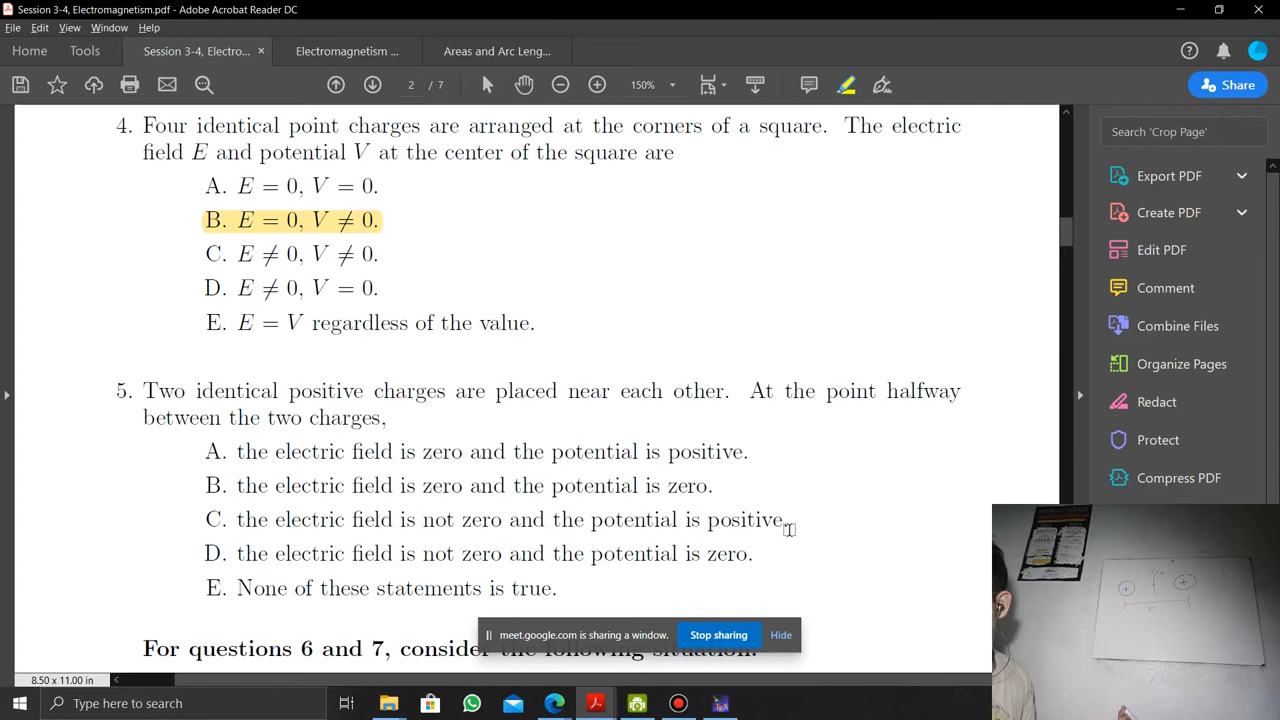 Session 3-4, Electromagnetism.pdf - Adobe Acrobat Reader DC
File Edit View Window Help
Home Tools Session 3-4, Electro... × Electromagnetism ... Areas and Arc Leng...
2 / 7 150% Share
4. Four identical point charges are arranged at the corners of a square. The electric
field E and potential V at the center of the square are
A. E = 0, V = 0.
B. E = 0, V ≠ 0.
C. E ≠ 0, V ≠ 0.
D. E ≠ 0, V = 0.
E. E = V regardless of the value.
5. Two identical positive charges are placed near each other. At the point halfway
between the two charges,
A. the electric field is zero and the potential is positive.
B. the electric field is zero and the potential is zero.
C. the electric field is not zero and the potential is positive.
D. the electric field is not zero and the potential is zero.
E. None of these statements is true.
For questions 6 and 7, consider the following situation.
meet.google.com is sharing a window. Stop sharing Hide
8.50 x 11.00 in
Search 'Crop Page'
Export PDF
Create PDF
Edit PDF
Comment
Combine Files
Organize Pages
Redact
Protect
Compress PDF
Type here to search